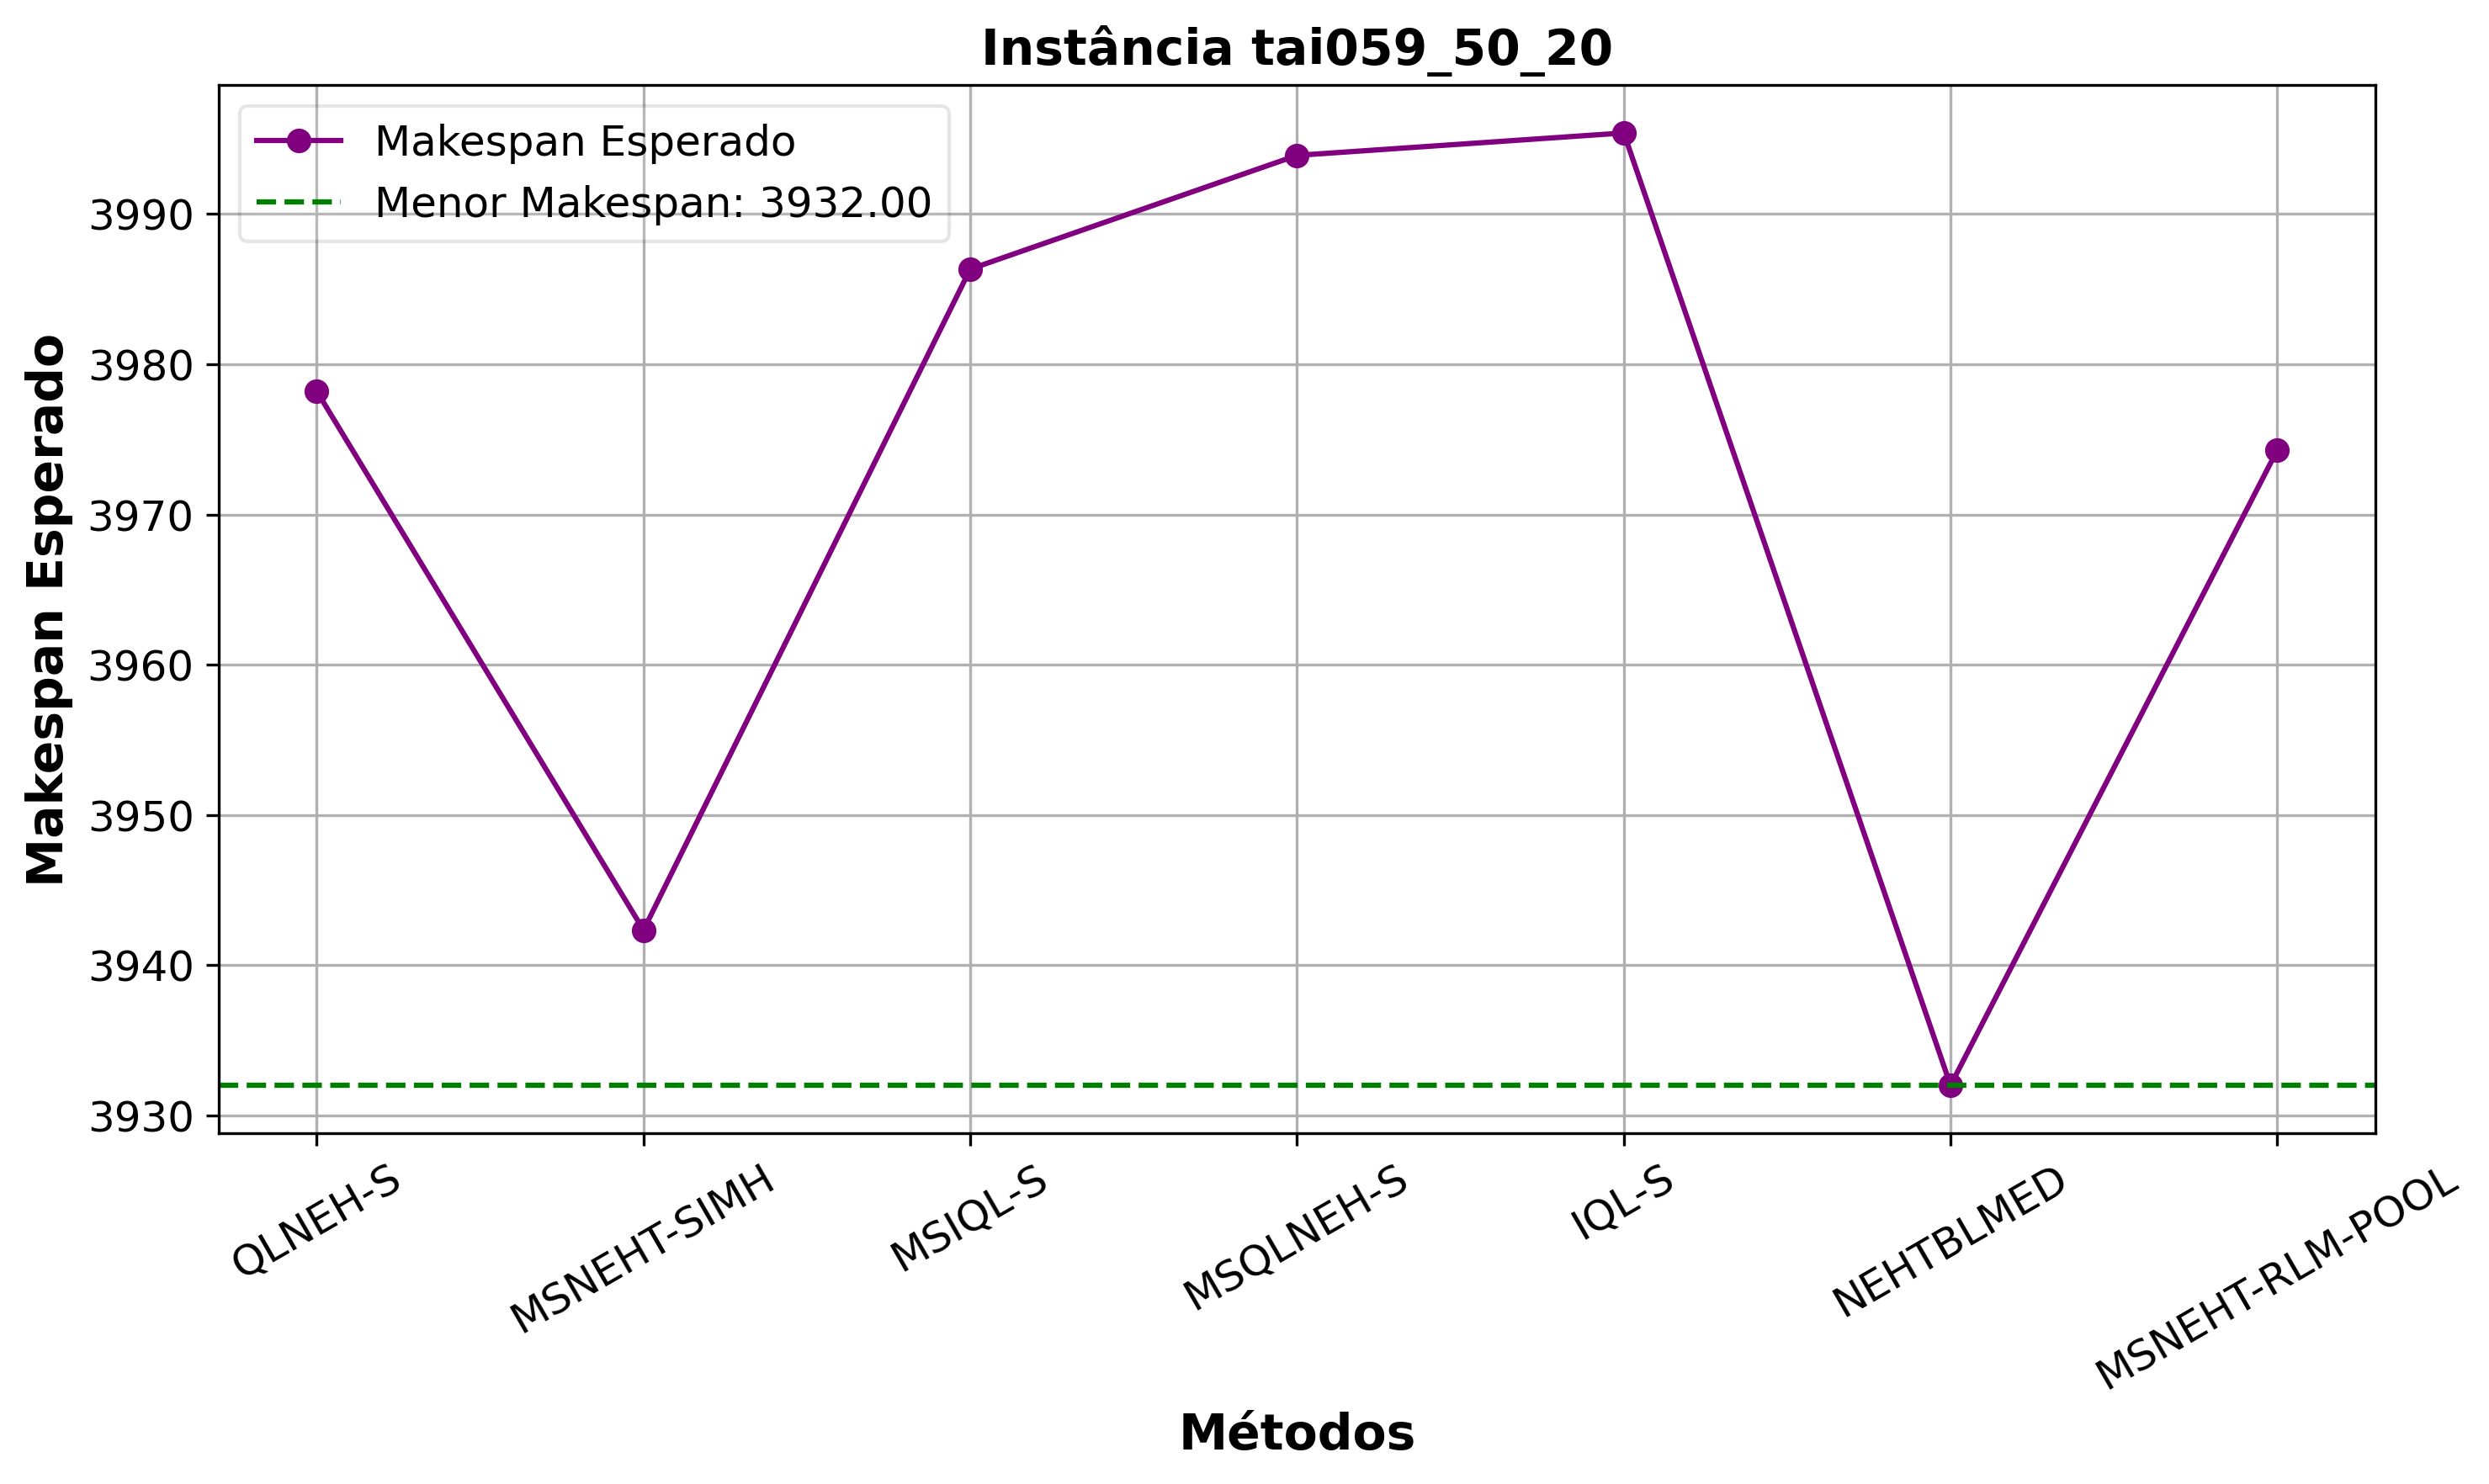 Instância tai059_50_20
Makespan Esperado
Menor Makespan: 3932.00
Makespan Esperado
3990
3980
3970
3960
3950
3940
3930
QLNEH-S
MSNEHT-SIMH
MSIQL-S
MSQLNEH-S
IQL-S
NEHTBLMED
MSNEHT-RLM-POOL
Métodos